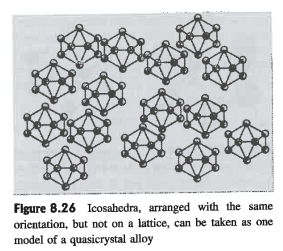 Figure 8.26 Icosahedra, arranged with the same
orientation, but not on a lattice, can be taken as one
model of a quasicrystal alloy